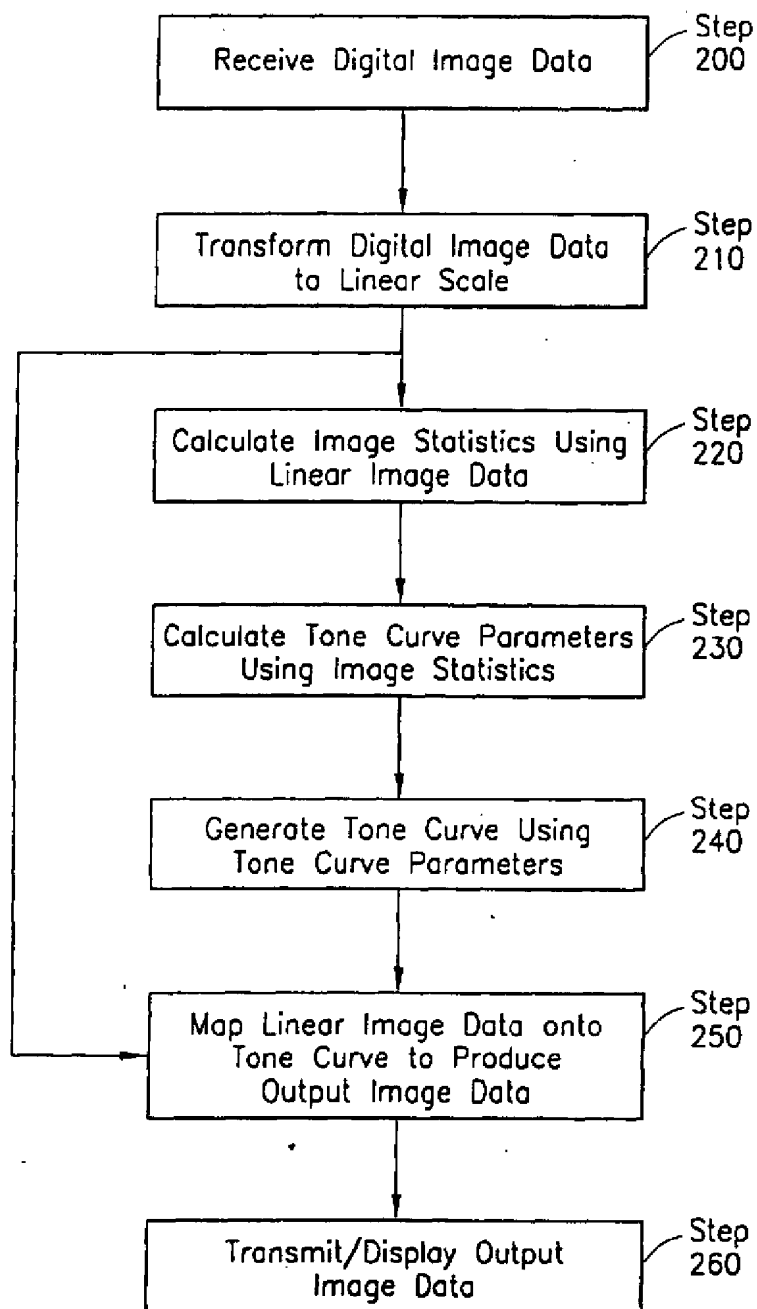 Receive Digital Image Data
Step
200
Transform Digital Image Data
to Linear Scale
Step
210
Calculate Image Statistics Using
Linear Image Data
Step
220
Calculate Tone Curve Parameters
Using Image Statistics
Step
230
Generate Tone Curve Using
Tone Curve Parameters
Step
240
Map Linear Image Data onto
Tone Curve to Produce
Output Image Data
Step
250
Transmit/Display Output
Image Data
Step
260